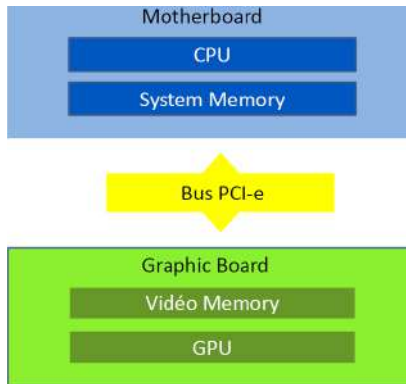 Motherboard
CPU
System Memory
Bus PCI-e
Graphic Board
Vidéo Memory
GPU